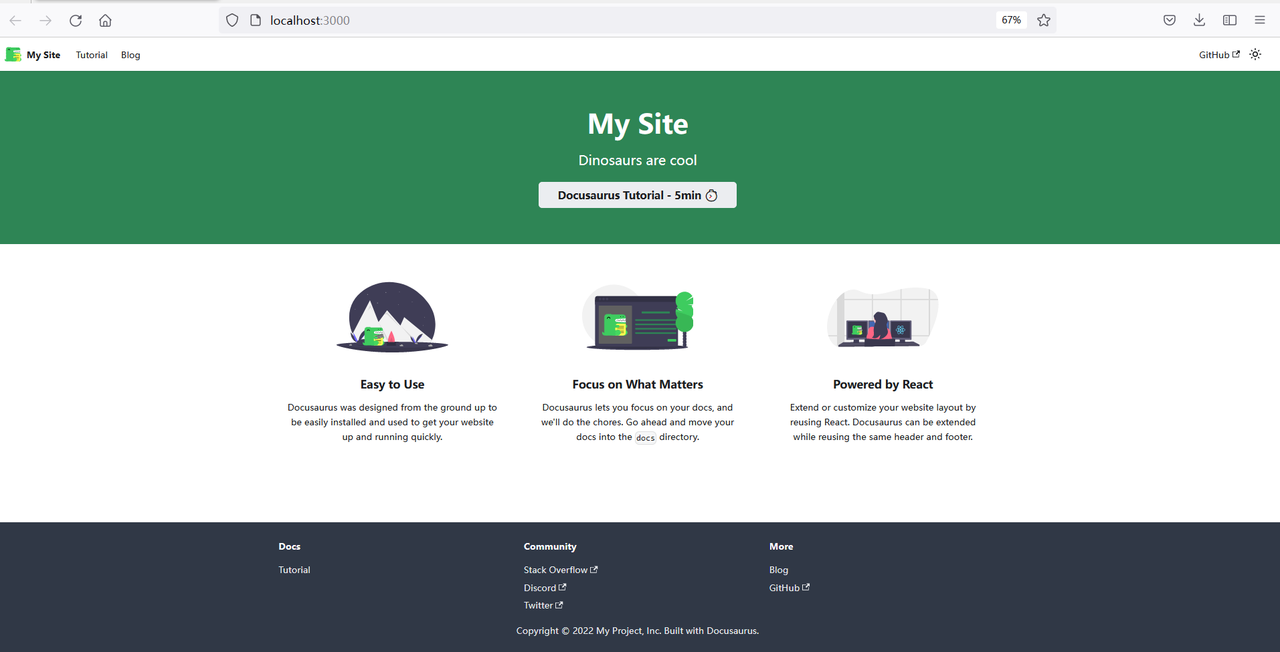 localhost:3000
67%
My Site
Tutorial
Blog
GitHub
My Site
Dinosaurs are cool
Docusaurus Tutorial - 5min
Easy to Use
Docusaurus was designed from the ground up to
be easily installed and used to get your website
up and running quickly.
Focus on What Matters
Docusaurus lets you focus on your docs, and
we'll do the chores. Go ahead and move your
docs into the docs directory.
Powered by React
Extend or customize your website layout by
reusing React. Docusaurus can be extended
while reusing the same header and footer.
Docs
Tutorial
Community
Stack Overflow
Discord
Twitter
More
Blog
GitHub
Copyright © 2022 My Project, Inc. Built with Docusaurus.